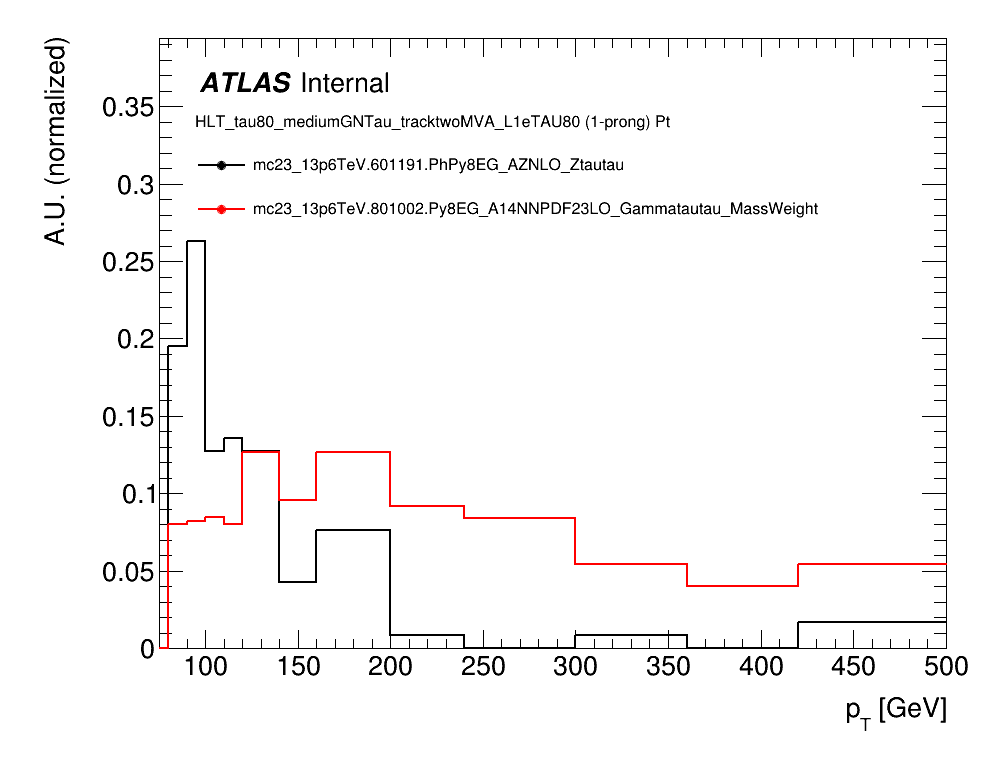 A.U. (normalized)
ATLAS Internal
HLT_tau80_mediumGNTau_tracktwoMVA_L1eTAU80 (1-prong) Pt
mc23_13p6TeV.601191.PhPy8EG_AZNLO_Ztautau
mc23_13p6TeV.801002.Py8EG_A14NNPDF23LO_Gammatautau_MassWeight
0.35
0.3
0.25
0.2
0.15
0.1
0.05
0
100 150 200 250 300 350 400 450 500
p_T [GeV]